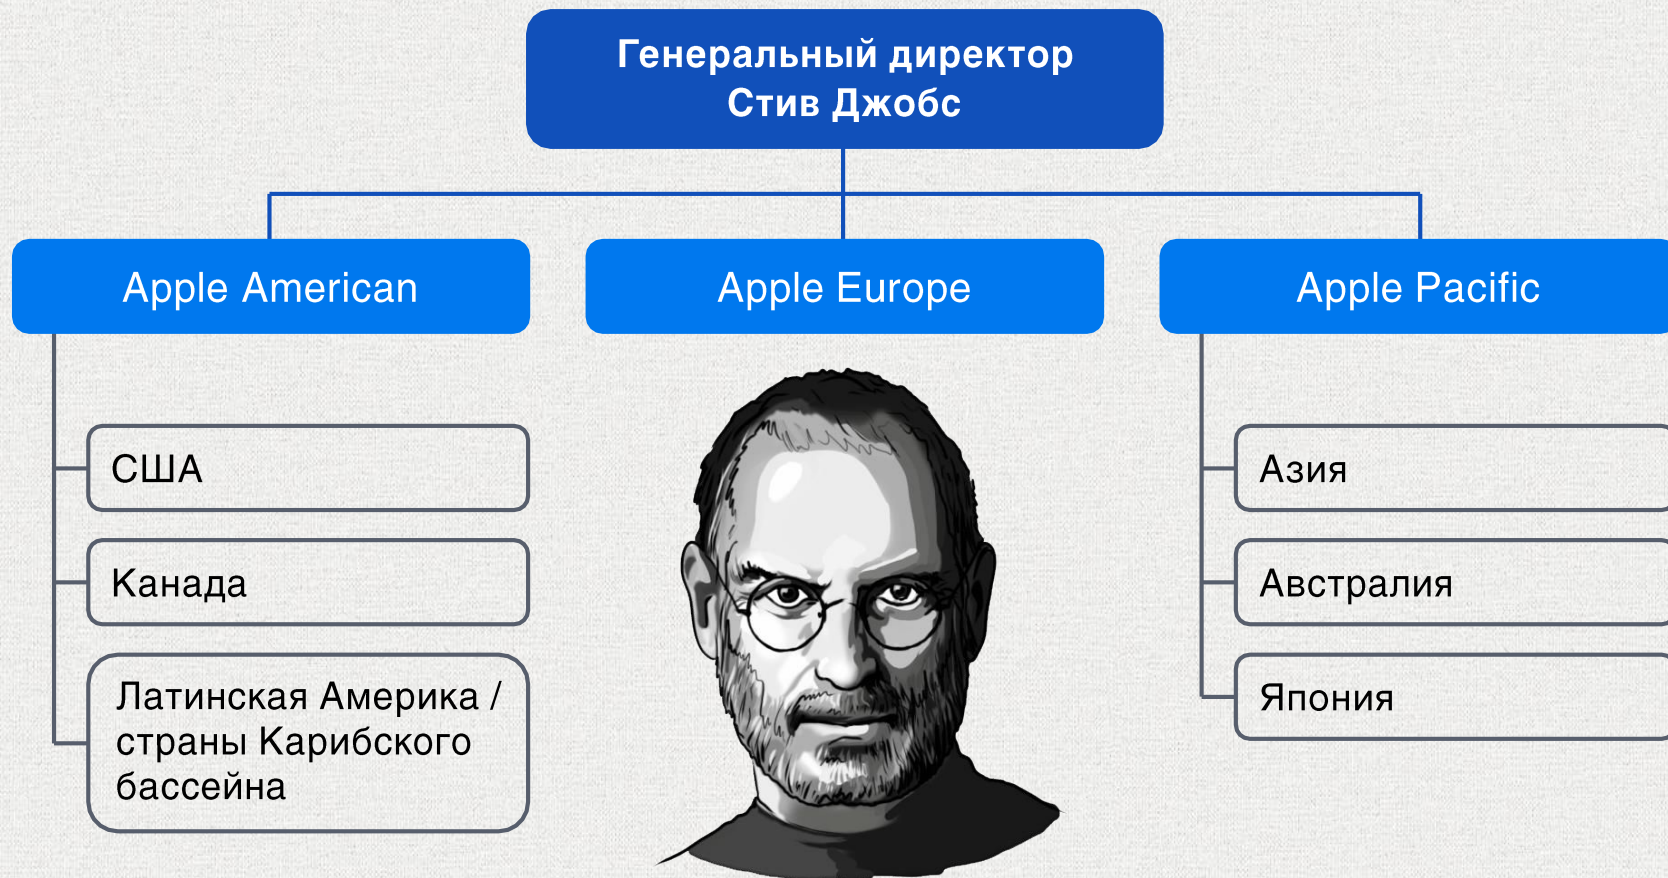 Генеральный директор
Стив Джобс
Apple American
Apple Europe
Apple Pacific
США
Канада
Латинская Америка /
страны Карибского
бассейна
Азия
Австралия
Япония